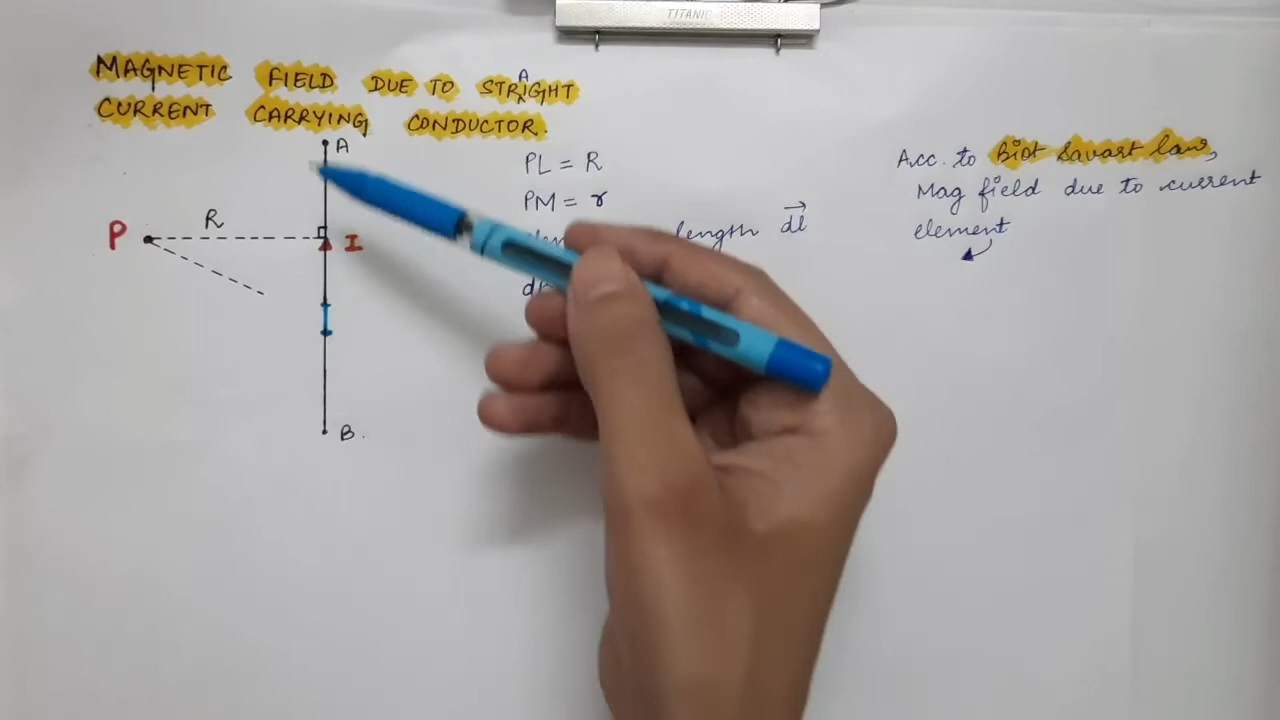 TITANIC
MAGNETIC FIELD DUE TO STRAIGHT
CURRENT CARRYING CONDUCTOR.
A
P
R
I
B.
PL = R
PM = r
length dl
Acc. to Biot Savart law,
Mag field due to current
element